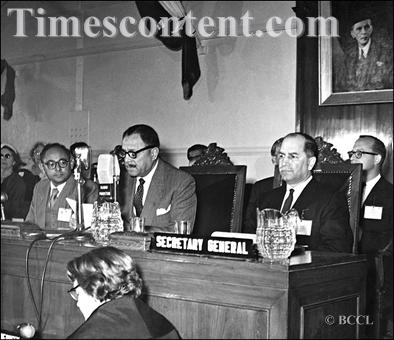 Timescontent.com
SECRETARY GENERAL
© BCCL